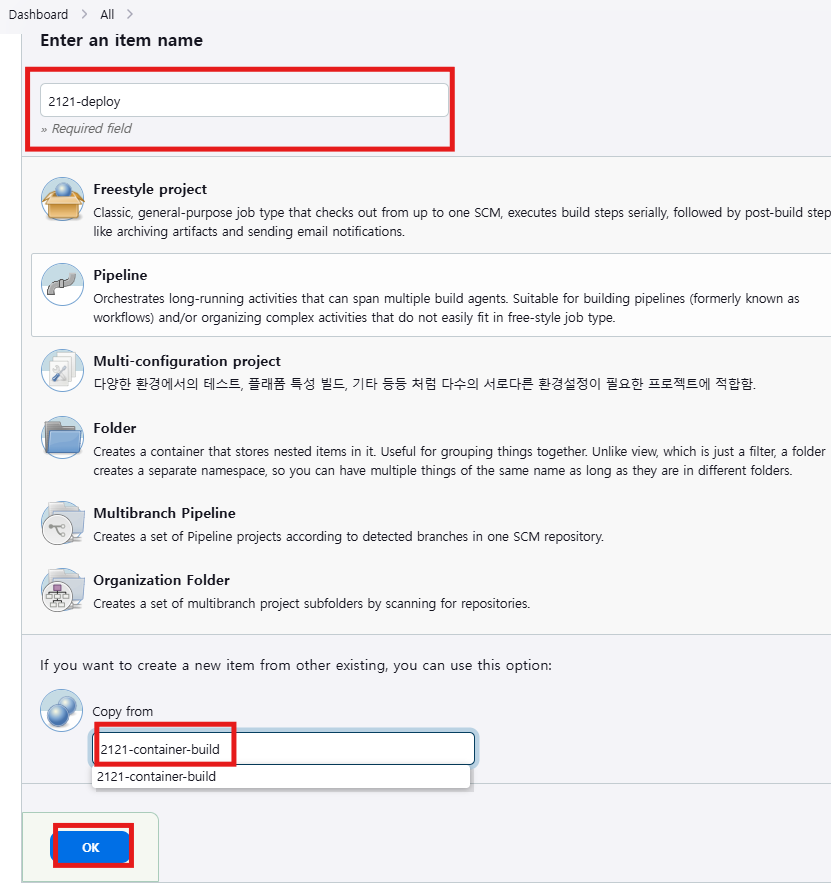 Dashboard > All >
Enter an item name
2121-deploy
» Required field
Freestyle project
Classic, general-purpose job type that checks out from up to one SCM, executes build steps serially, followed by post-build step
like archiving artifacts and sending email notifications.
Pipeline
Orchestrates long-running activities that can span multiple build agents. Suitable for building pipelines (formerly known as
workflows) and/or organizing complex activities that do not easily fit in free-style job type.
Multi-configuration project
다양한 환경에서의 테스트, 플래폼 특성 빌드, 기타 등등 처럼 다수의 서로다른 환경설정이 필요한 프로젝트에 적합함.
Folder
Creates a container that stores nested items in it. Useful for grouping things together. Unlike view, which is just a filter, a folder
creates a separate namespace, so you can have multiple things of the same name as long as they are in different folders.
Multibranch Pipeline
Creates a set of Pipeline projects according to detected branches in one SCM repository.
Organization Folder
Creates a set of multibranch project subfolders by scanning for repositories.
If you want to create a new item from other existing, you can use this option:
Copy from
2121-container-build
2121-container-build
OK